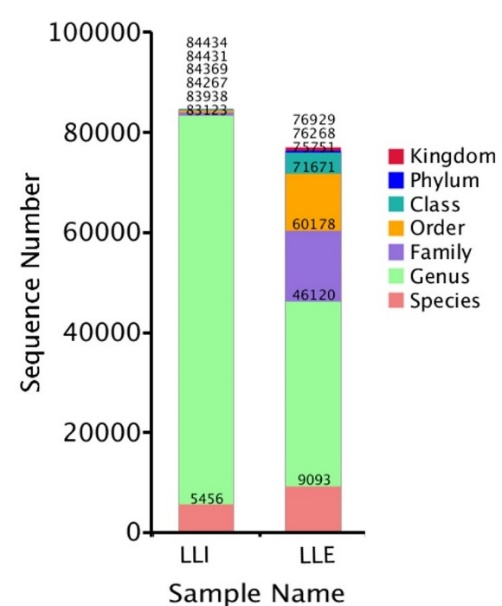 100000
80000
60000
40000
20000
0
Sequence Number
84434
84431
84369
84267
83938
83123
5456
76929
76268
75751
71671
60178
46120
9093
LLI
LLE
Sample Name
Kingdom
Phylum
Class
Order
Family
Genus
Species